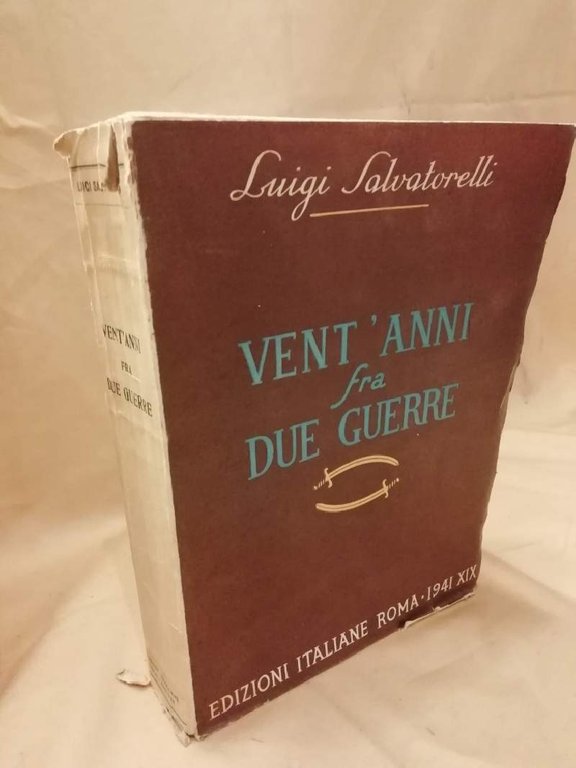 Luigi Salvatorelli
VENT'ANNI
fra
DUE GUERRE
EDIZIONI ITALIANE ROMA · 1941 XIX
VENT'ANNI
FRA
DUE GUERRE